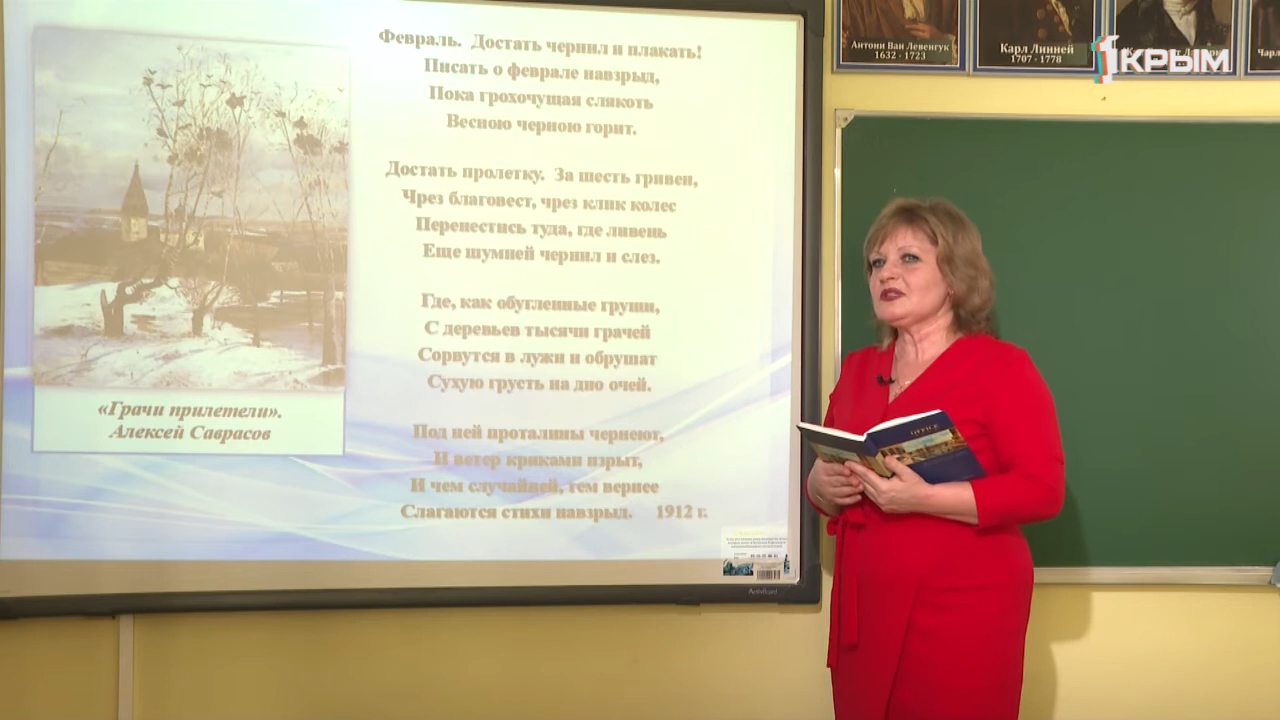 Февраль. Достать чернил и плакать!
Писать о феврале навзрыд,
Пока грохочущая слякоть
Весною черною горит.
Достать пролетку. За шесть гривен,
Чрез благовест, чрез клик колес
Перенестись туда, где ливень
Еще шумней чернил и слез.
Где, как обугленные груши,
С деревьев тысячи грачей
Сорвутся в лужи и обрушат
Сухую грусть на дно очей.
Под ней проталины чернеют,
И ветер криками изрыт,
И чем случайней, тем вернее
Слагаются стихи навзрыд. 1912 г.
«Грачи прилетели».
Алексей Саврасов
Антони Ван Левенгук
1632 - 1723
Карл Линней
1707 - 1778
1 КРЫМ
OFFICE
ActivBoard